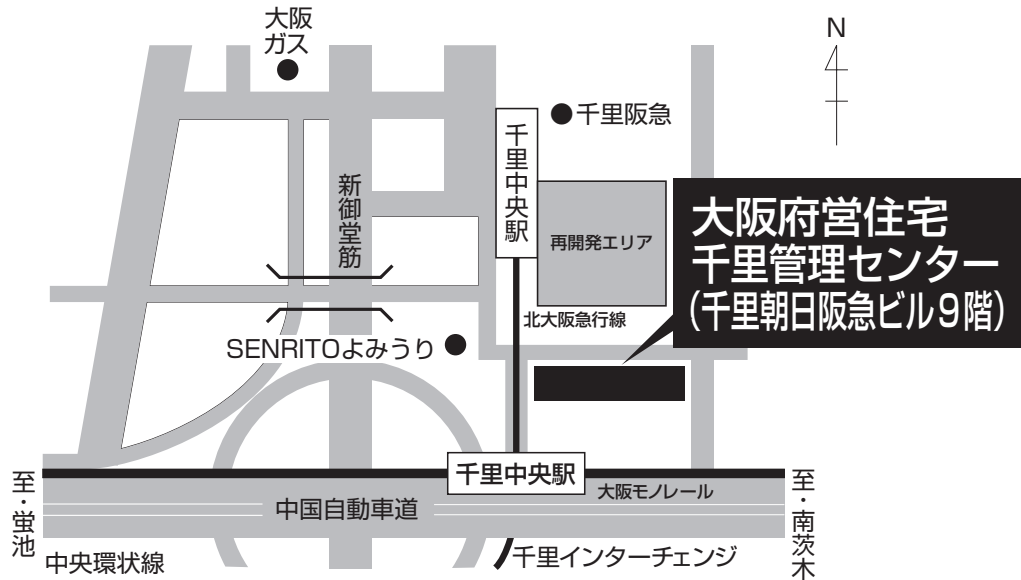 大阪
ガス
N
千里阪急
千里中央駅
新御堂筋
再開発エリア
大阪府営住宅
千里管理センター
(千里朝日阪急ビル9階)
北大阪急行線
SENRITOよみうり
千里中央駅
大阪モノレール
至・蛍池
中国自動車道
至・南茨木
中央環状線
千里インターチェンジ